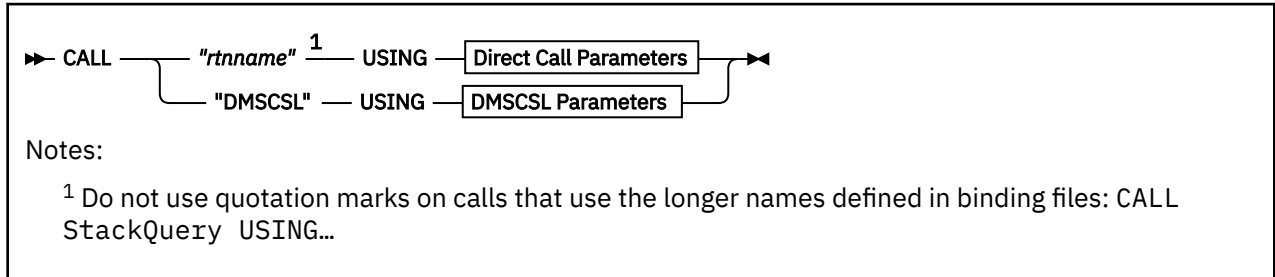 CALL "rtnname" 1 USING Direct Call Parameters
"DMSCSL" USING DMSCSL Parameters
Notes:
1 Do not use quotation marks on calls that use the longer names defined in binding files: CALL
StackQuery USING…